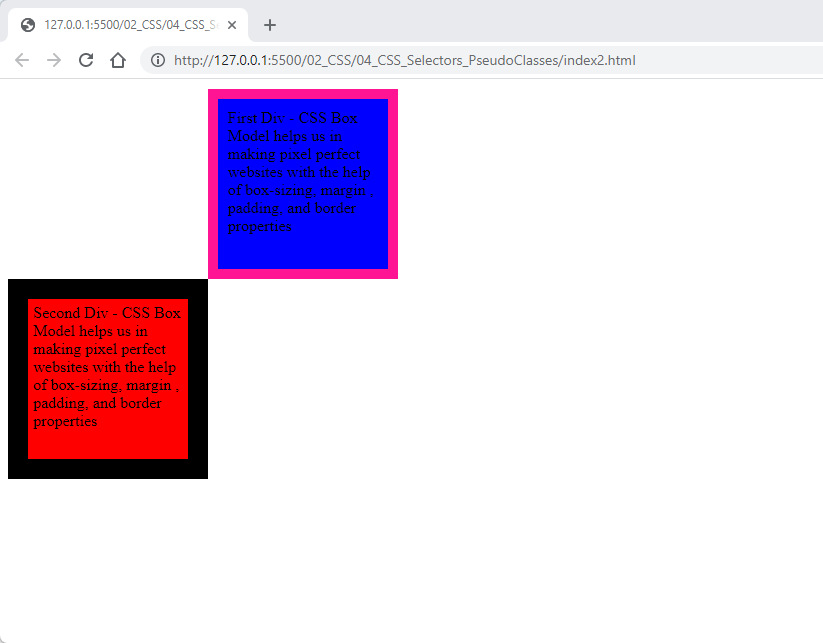 127.0.0.1:5500/02_CSS/04_CSS_S
http://127.0.0.1:5500/02_CSS/04_CSS_Selectors_PseudoClasses/index2.html
First Div - CSS Box
Model helps us in
making pixel perfect
websites with the help
of box-sizing, margin ,
padding, and border
properties
Second Div - CSS Box
Model helps us in
making pixel perfect
websites with the help
of box-sizing, margin ,
padding, and border
properties